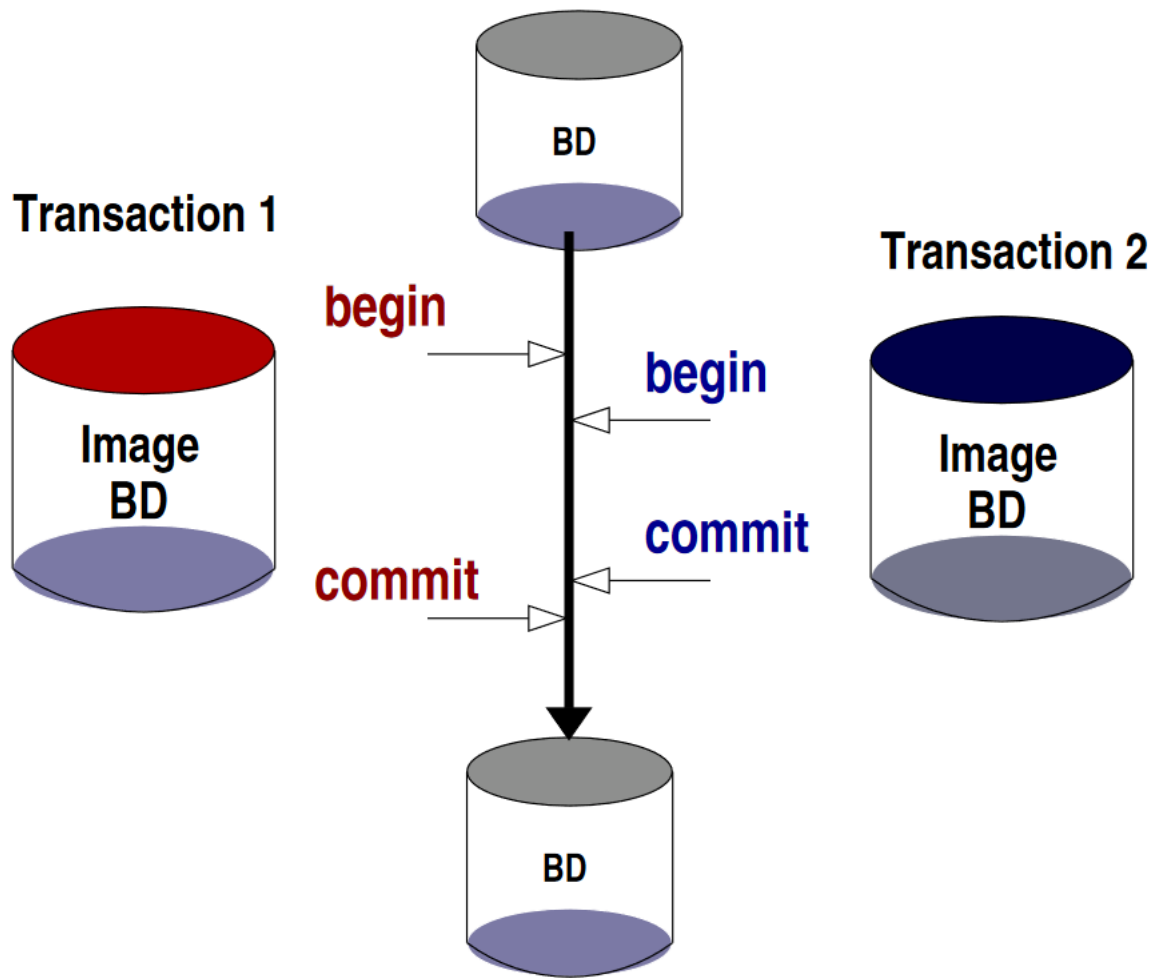 BD
Transaction 1
Transaction 2
begin
begin
Image
BD
Image
BD
commit
commit
BD